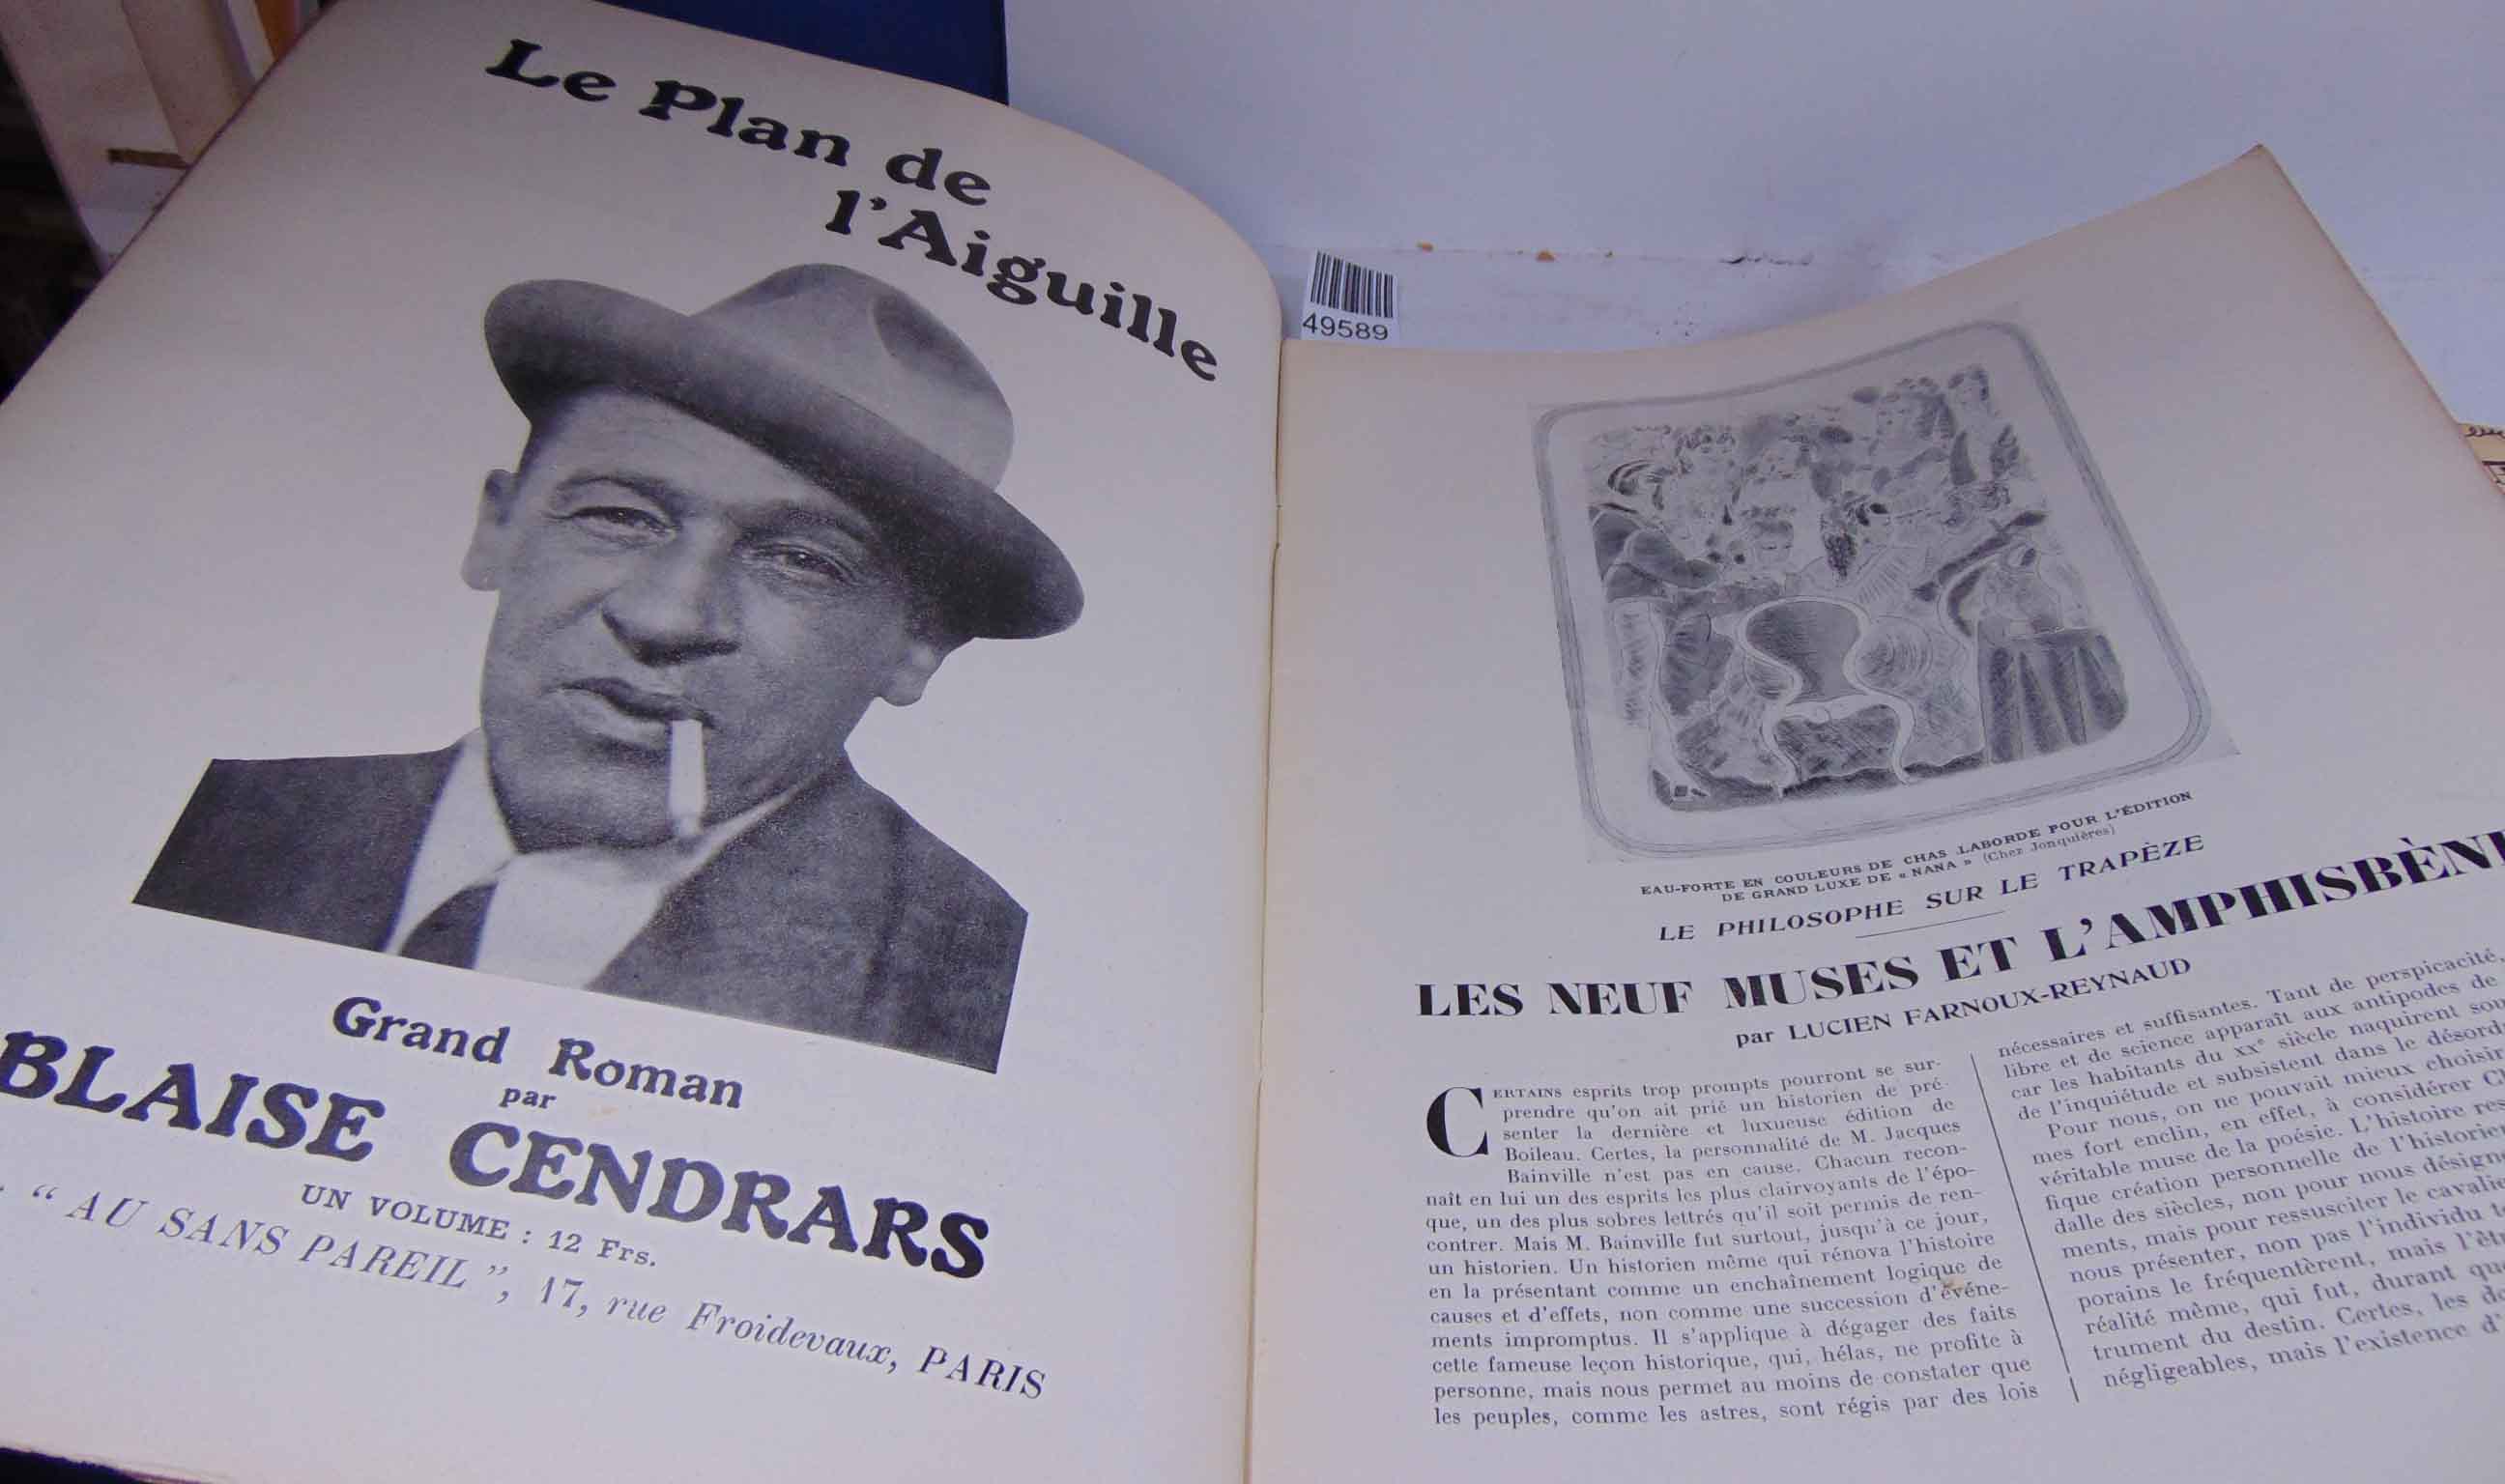 Le Plan de
l'Aiguille
Grand Roman
par
BLAISE CENDRARS
UN VOLUME : 12 Frs.
“ AU SANS PAREIL ”, 17, rue Froidevaux, PARIS
49589
EAU-FORTE EN COULEURS DE CHAS LABORDE POUR L'ÉDITION
DE GRAND LUXE DE « NANA » (Chez Jonquières)
LE PHILOSOPHE SUR LE TRAPÈZE
LES NEUF MUSES ET L'AMPHISBÈN
par LUCIEN FARNOUX-REYNAUD
CERTAINS esprits trop prompts pourront se sur-
prendre qu'on ait prié un historien de pré-
senter la dernière et luxueuse édition de
Boileau. Certes, la personnalité de M. Jacques
Bainville n'est pas en cause. Chacun recon-
naît en lui un des esprits les plus clairvoyants de l'épo-
que, un des plus sobres lettrés qu'il soit permis de ren-
contrer. Mais M. Bainville fut surtout, jusqu'à ce jour,
un historien. Un historien même qui rénova l'histoire
en la présentant comme un enchaînement logique de
causes et d'effets, non comme une succession d'événe-
ments impromptus. Il s'applique à dégager des faits
cette fameuse leçon historique, qui, hélas, ne profite à
personne, mais nous permet au moins de constater que
les peuples, comme les astres, sont régis par des lois
nécessaires et suffisantes. Tant de perspicacité,
libre et de science apparaît aux antipodes de
car les habitants du XXe siècle naquirent sou
de l'inquiétude et subsistent dans le désord
Pour nous, on ne pouvait mieux choisir
mes fort enclin, en effet, à considérer Cl
véritable muse de la poésie. L'histoire res
fique création personnelle de l'historie
dalle des siècles, non pour nous désign
ments, mais pour ressusciter le cavalie
nous présenter, non pas l'individu t
porains le fréquentèrent, mais l'êt
réalité même, qui fut, durant que
trument du destin. Certes, les do
négligeables, mais l'existence d'